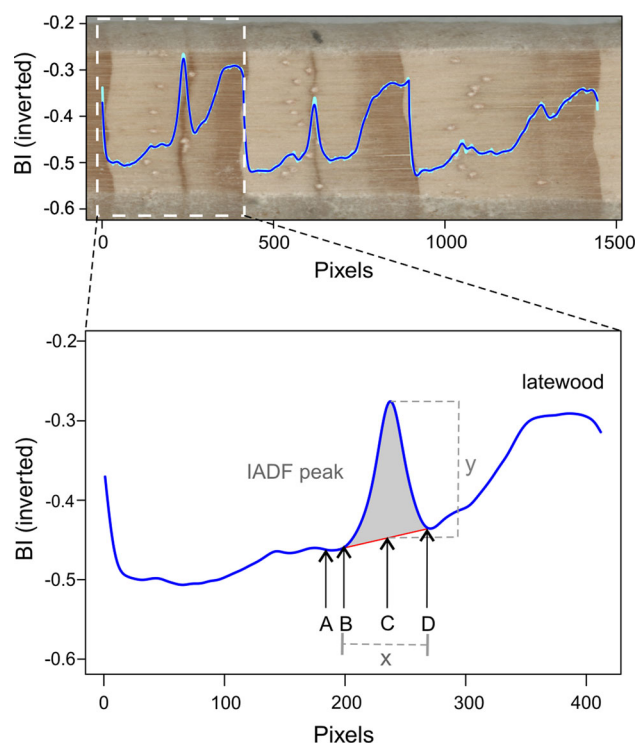 -0.2
-0.3
-0.4
-0.5
-0.6
BI (inverted)
0
500
1000
1500
Pixels
-0.2
-0.3
-0.4
-0.5
-0.6
BI (inverted)
latewood
IADF peak
y
A
B
C
D
x
0
100
200
300
400
Pixels